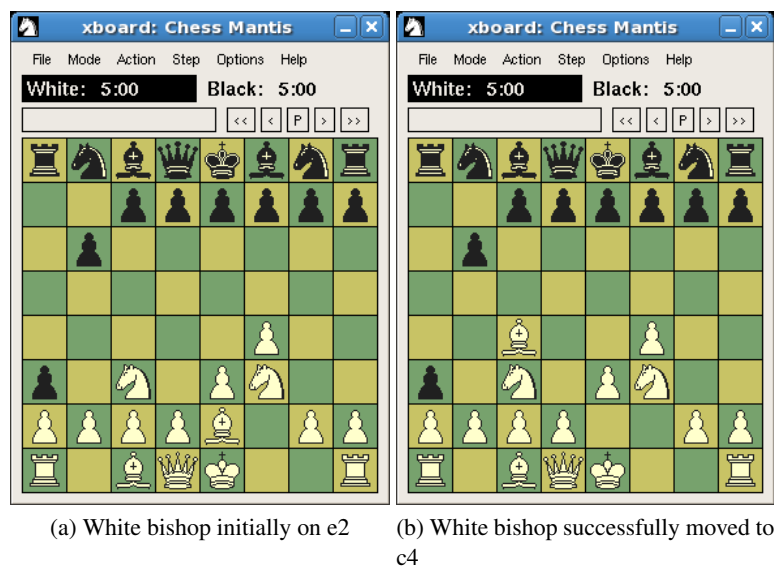 xboard: Chess Mantis
File Mode Action Step Options Help
White: 5:00 Black: 5:00
<< < P > >>
xboard: Chess Mantis
File Mode Action Step Options Help
White: 5:00 Black: 5:00
<< < P > >>
(a) White bishop initially on e2
(b) White bishop successfully moved to
c4